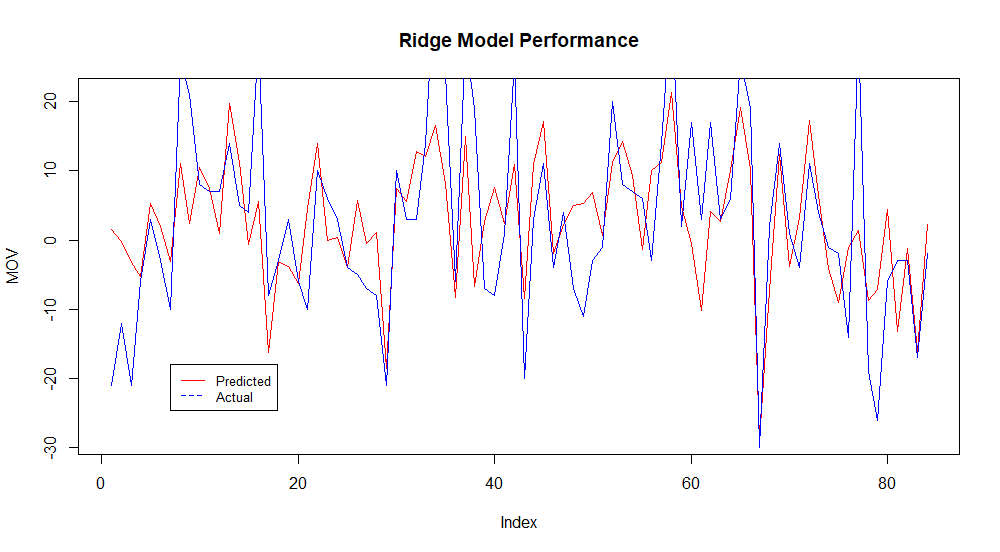 Ridge Model Performance
MOV
20
10
0
-10
-20
-30
Predicted
Actual
0 20 40 60 80
Index